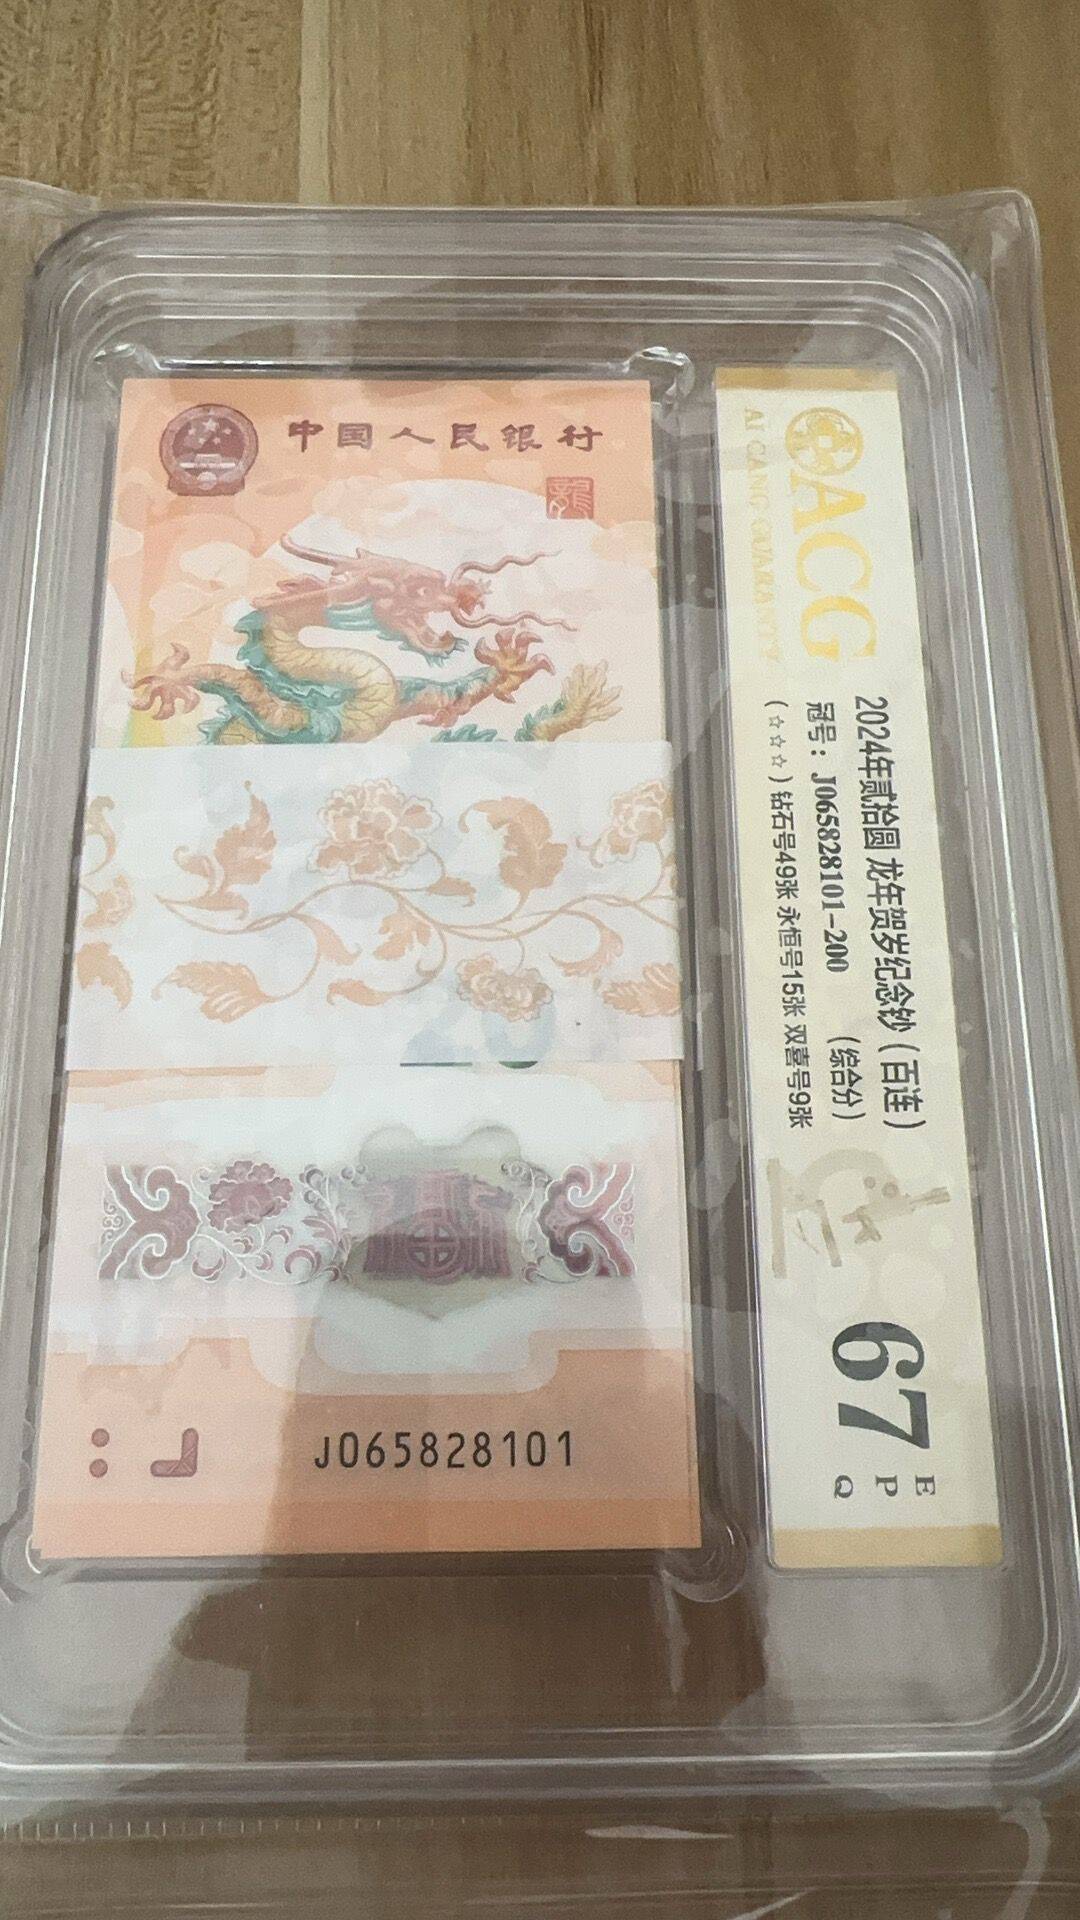 中国人民银行
龍
20
J065828101
ACG
AI CANG GUARANTY
2024年贰拾圆 龙年贺岁纪念钞(百连)
冠号:J065828101-200 (综合分)
(☆☆☆)钻石号49张 永恒号15张 双喜号9张
67
E
P
Q